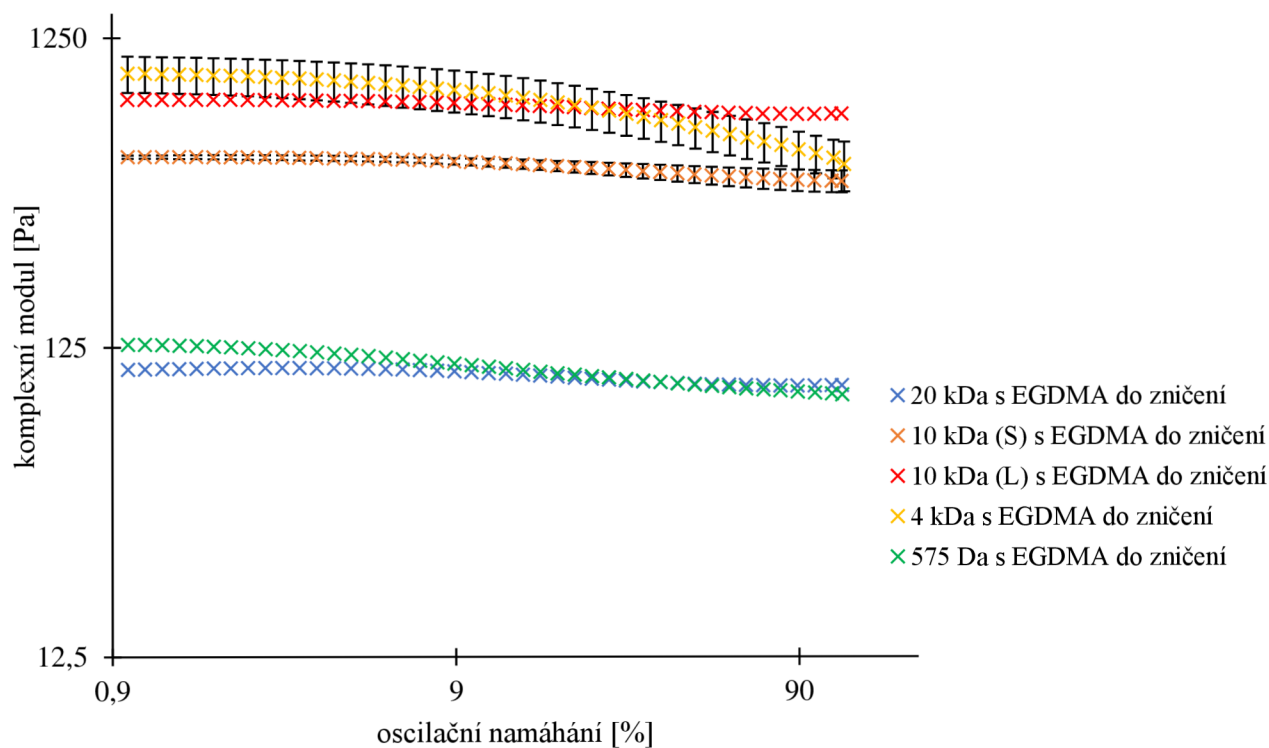 1250
125
12,5
komplexní modul [Pa]
0,9
9
90
oscilační namáhání [%]
20 kDa s EGDMA do zničení
10 kDa (S) s EGDMA do zničení
10 kDa (L) s EGDMA do zničení
4 kDa s EGDMA do zničení
575 Da s EGDMA do zničení